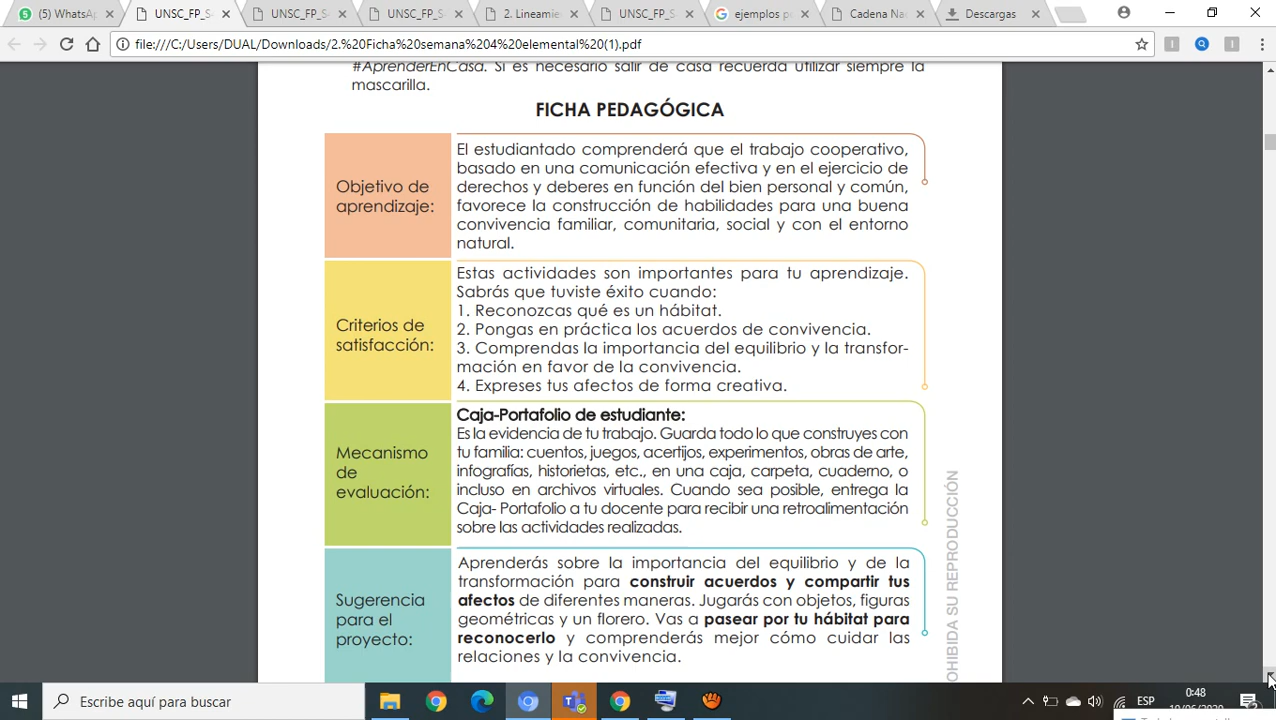 (5) WhatsA
UNSC_FP_S
UNSC_FP_S
UNSC_FP_S
2. Lineamie
UNSC_FP_S
ejemplos p
Cadena Na
Descargas
file:///C:/Users/DUAL/Downloads/2.%20Ficha%20semana%204%20elemental%20(1).pdf
#AprenderEnCasa. Si es necesario salir de casa recuerda utilizar siempre la
mascarilla.
FICHA PEDAGÓGICA
Objetivo de
aprendizaje:
El estudiantado comprenderá que el trabajo cooperativo,
basado en una comunicación efectiva y en el ejercicio de
derechos y deberes en función del bien personal y común,
favorece la construcción de habilidades para una buena
convivencia familiar, comunitaria, social y con el entorno
natural.
Criterios de
satisfacción:
Estas actividades son importantes para tu aprendizaje.
Sabrás que tuviste éxito cuando:
1. Reconozcas qué es un hábitat.
2. Pongas en práctica los acuerdos de convivencia.
3. Comprendas la importancia del equilibrio y la transfor-
mación en favor de la convivencia.
4. Expreses tus afectos de forma creativa.
Mecanismo
de
evaluación:
Caja-Portafolio de estudiante:
Es la evidencia de tu trabajo. Guarda todo lo que construyes con
tu familia: cuentos, juegos, acertijos, experimentos, obras de arte,
infografías, historietas, etc., en una caja, carpeta, cuaderno, o
incluso en archivos virtuales. Cuando sea posible, entrega la
Caja- Portafolio a tu docente para recibir una retroalimentación
sobre las actividades realizadas.
Sugerencia
para el
proyecto:
Aprenderás sobre la importancia del equilibrio y de la
transformación para construir acuerdos y compartir tus
afectos de diferentes maneras. Jugarás con objetos, figuras
geométricas y un florero. Vas a pasear por tu hábitat para
reconocerlo y comprenderás mejor cómo cuidar las
relaciones y la convivencia.
OHIBIDA SU REPRODUCCIÓN
Escribe aquí para buscar
ESP
0:48
10/06/2020